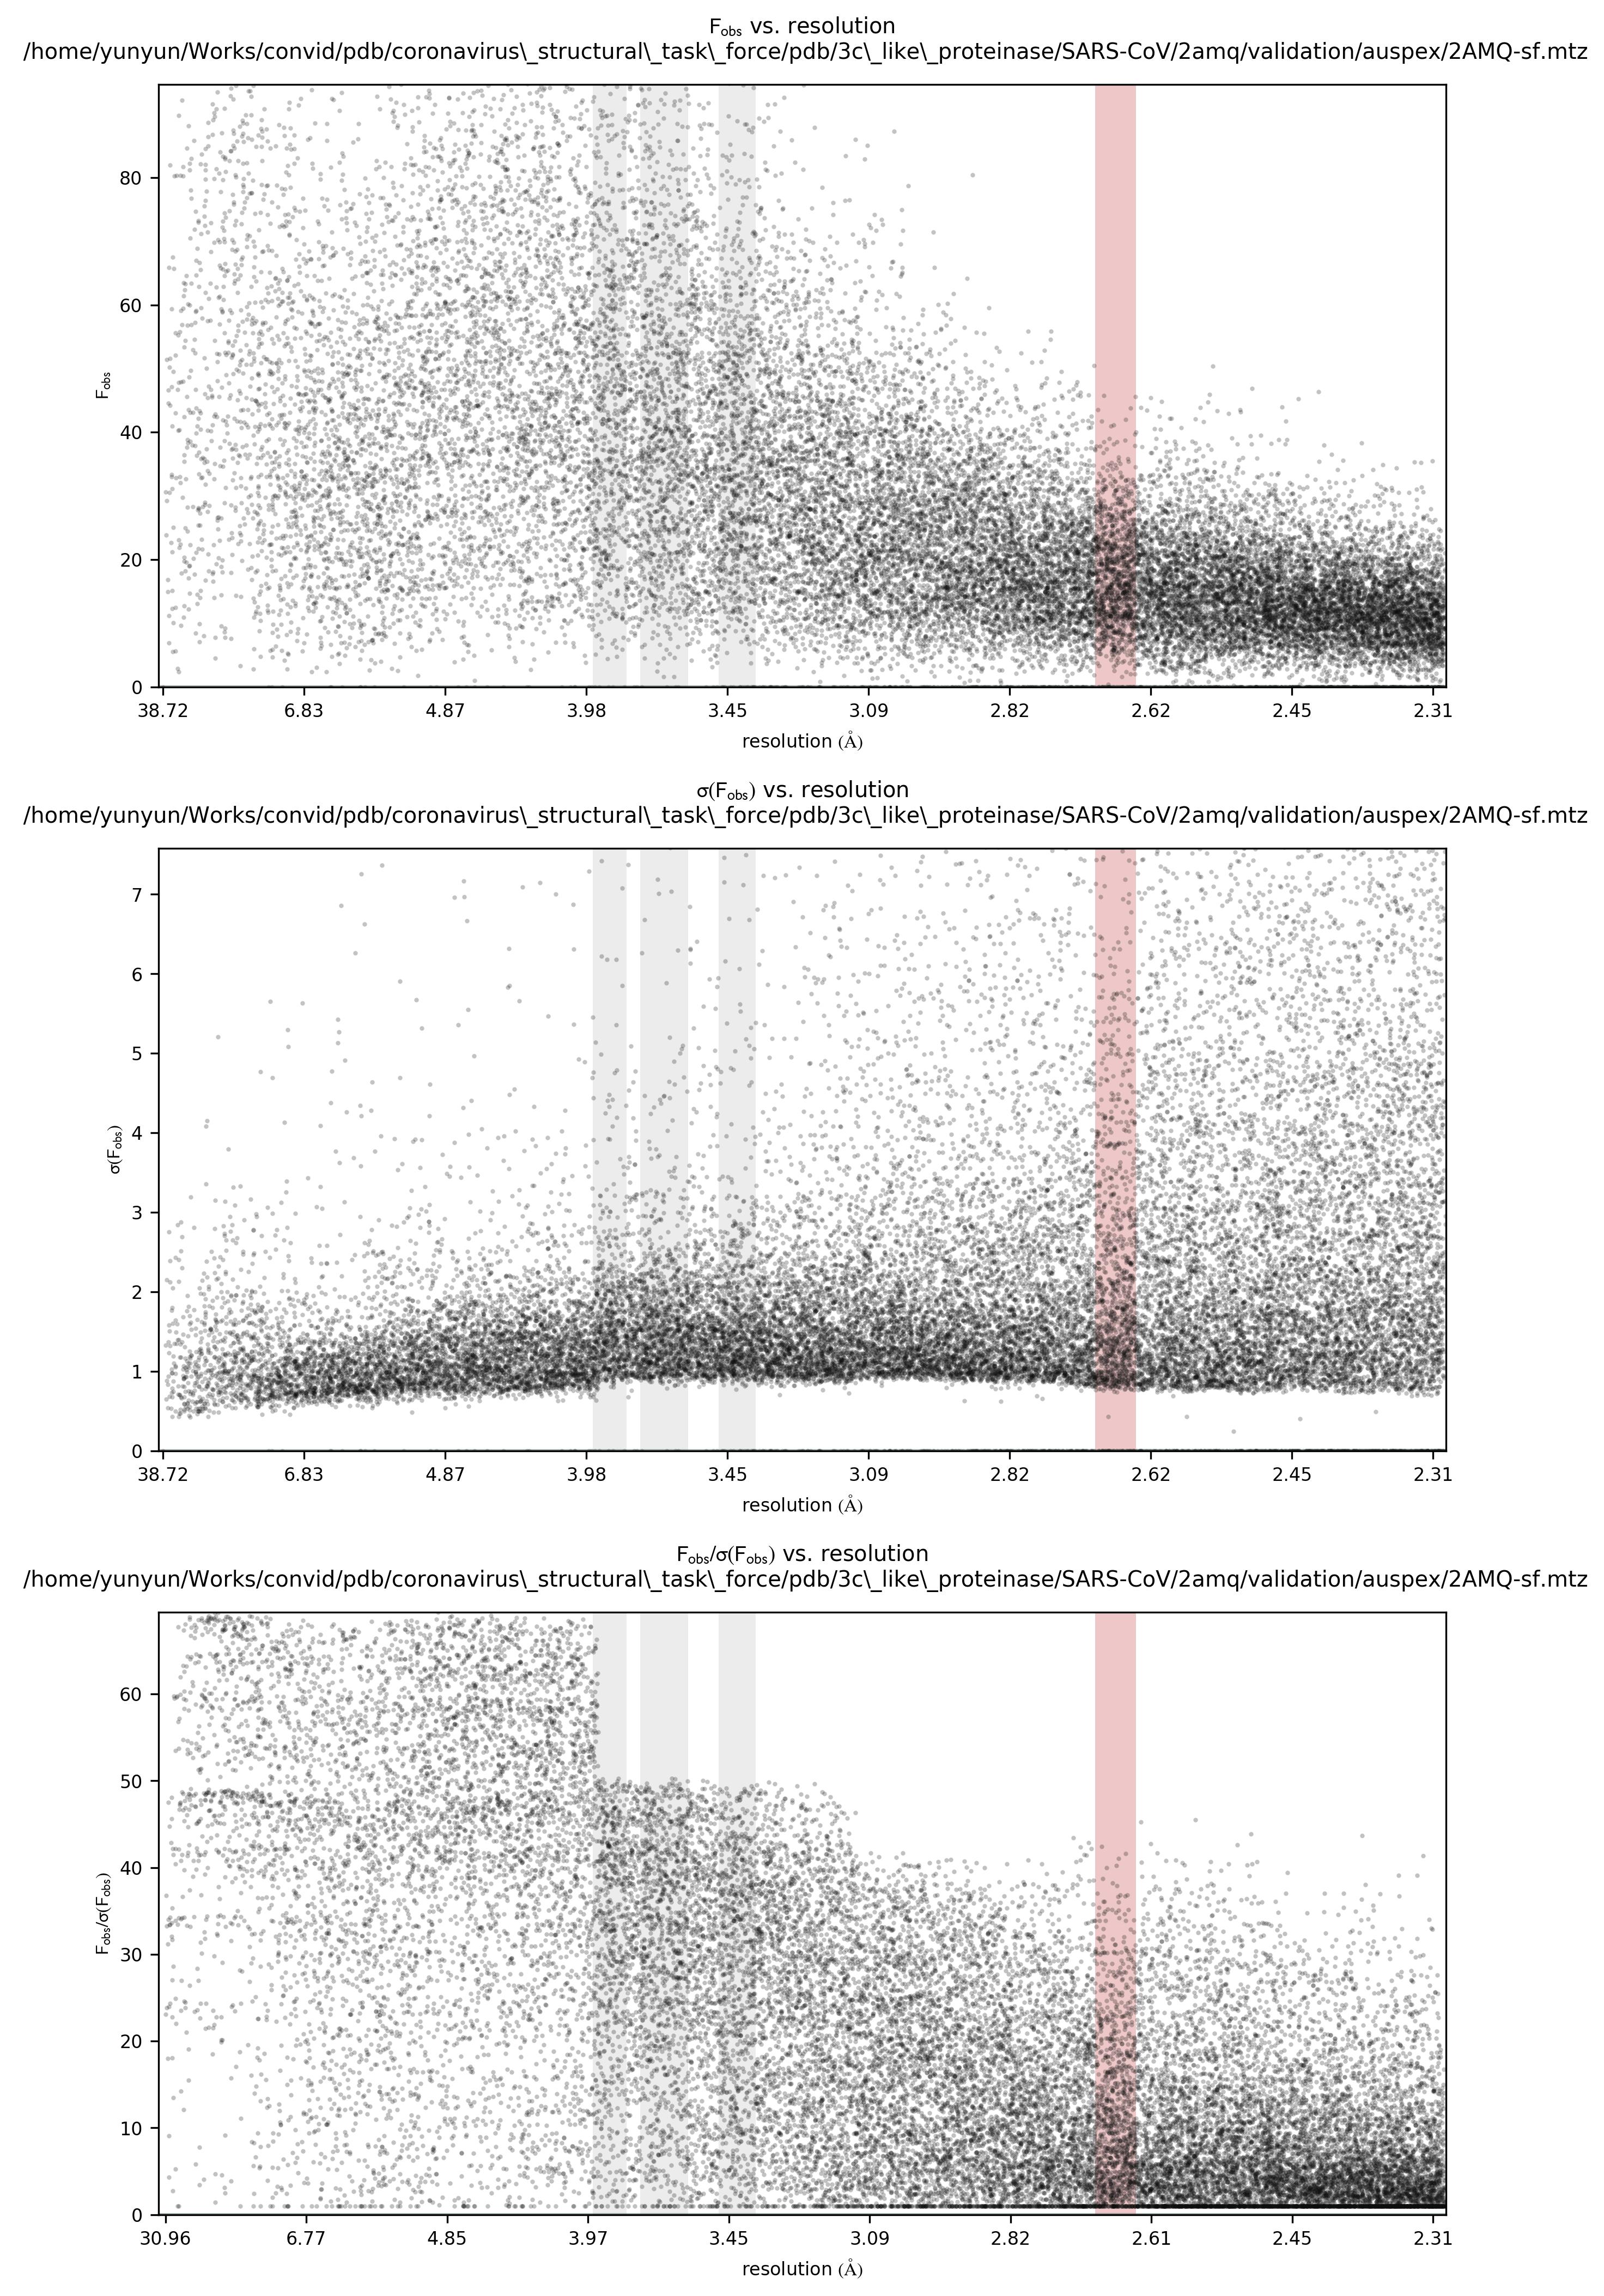 Fobs vs. resolution
/home/yunyun/Works/convid/pdb/coronavirus\_structural\_task\_force/pdb/3c\_like\_proteinase/SARS-CoV/2amq/validation/auspex/2AMQ-sf.mtz
80
60
Fobs
40
20
0
38.72 6.83 4.87 3.98 3.45 3.09 2.82 2.62 2.45 2.31
resolution (Å)
σ(Fobs) vs. resolution
/home/yunyun/Works/convid/pdb/coronavirus\_structural\_task\_force/pdb/3c\_like\_proteinase/SARS-CoV/2amq/validation/auspex/2AMQ-sf.mtz
7
6
5
4
σ(Fobs)
3
2
1
0
38.72 6.83 4.87 3.98 3.45 3.09 2.82 2.62 2.45 2.31
resolution (Å)
Fobs/σ(Fobs) vs. resolution
/home/yunyun/Works/convid/pdb/coronavirus\_structural\_task\_force/pdb/3c\_like\_proteinase/SARS-CoV/2amq/validation/auspex/2AMQ-sf.mtz
60
50
40
Fobs/σ(Fobs)
30
20
10
0
30.96 6.77 4.85 3.97 3.45 3.09 2.82 2.61 2.45 2.31
resolution (Å)